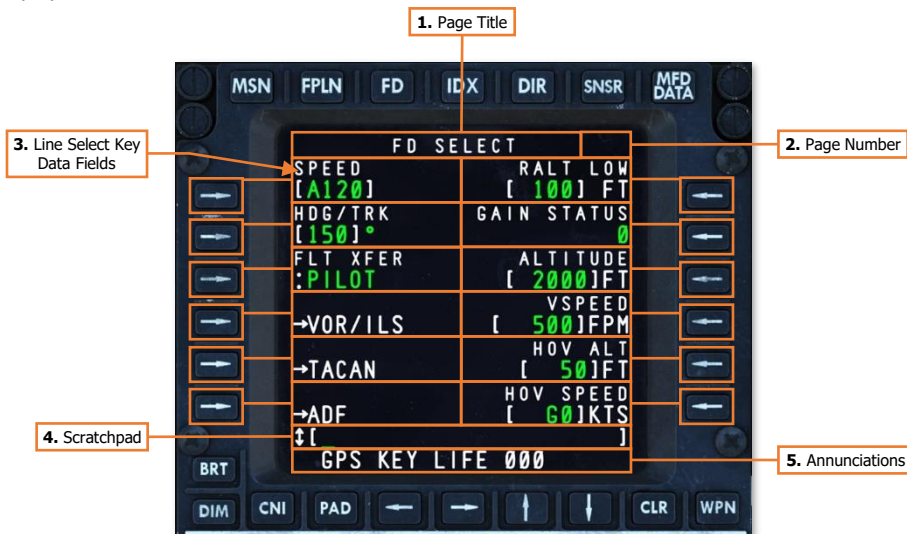 1. Page Title
MSN FPLN FD IDX DIR SNSR MFD DATA
3. Line Select Key Data Fields
2. Page Number
FD SELECT
SPEED RALT LOW
[A120] [ 100] FT
HDG/TRK GAIN STATUS
[150]° 0
FLT XFER ALTITUDE
:PILOT [ 2000]FT
VSPEED
→VOR/ILS [ 500]FPM
HOV ALT
→TACAN [ 50]FT
HOV SPEED
→ADF [ G0]KTS
4. Scratchpad
↕[_ ]
GPS KEY LIFE 000
5. Annunciations
BRT
DIM CNI PAD ← → ↑ ↓ CLR WPN